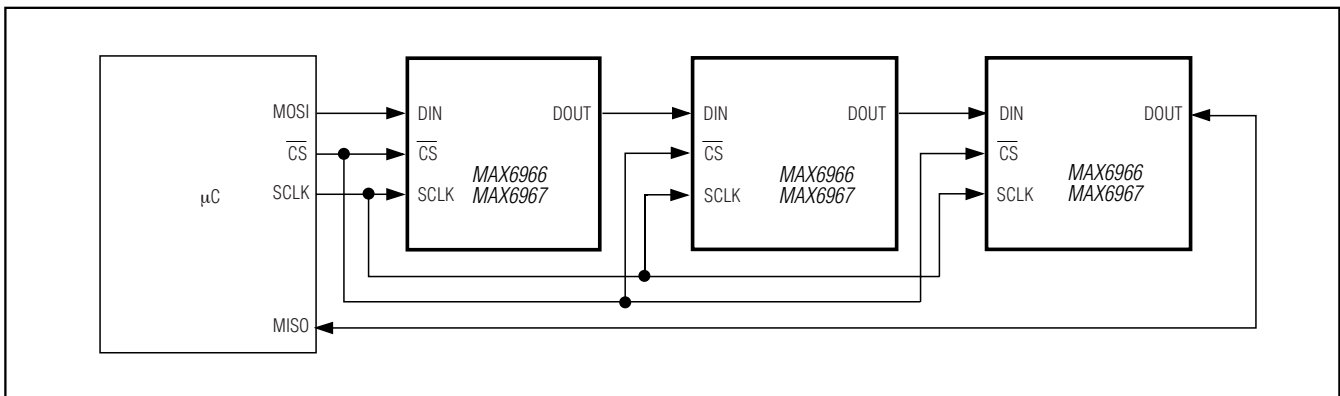 μC
MOSI
CS
SCLK
MISO
DIN
CS
SCLK
DOUT
MAX6966
MAX6967
DIN
CS
SCLK
DOUT
MAX6966
MAX6967
DIN
CS
SCLK
DOUT
MAX6966
MAX6967